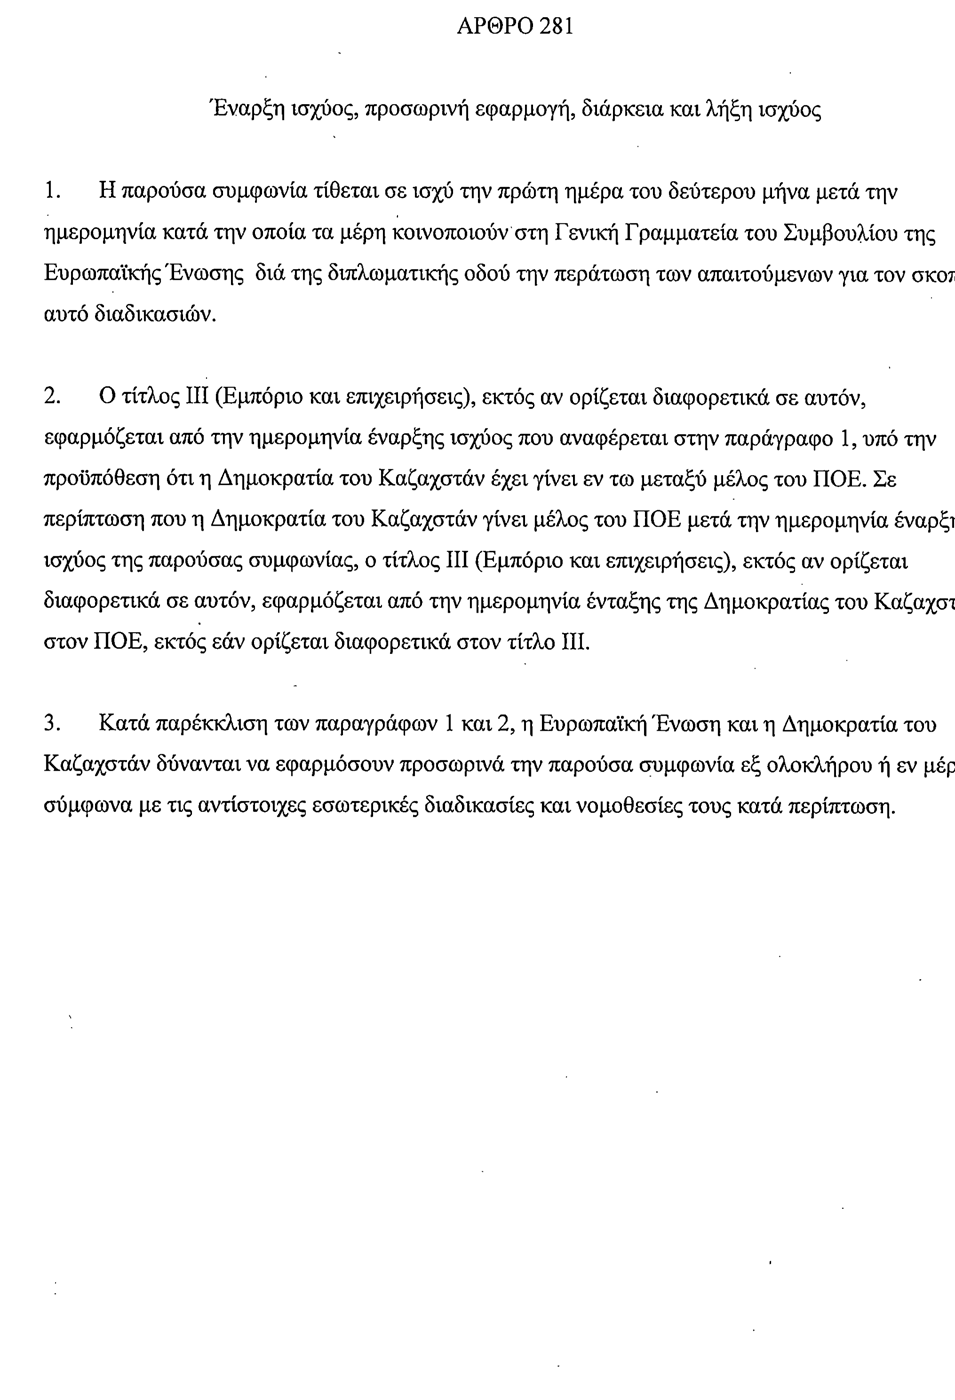 ΑΡΘΡΟ 281
Έναρξη ισχύος, προσωρινή εφαρμογή, διάρκεια και λήξη ισχύος
1. Η παρούσα συμφωνία τίθεται σε ισχύ την πρώτη ημέρα του δεύτερου μήνα μετά την
ημερομηνία κατά την οποία τα μέρη κοινοποιούν στη Γενική Γραμματεία του Συμβουλίου της
Ευρωπαϊκής Ένωσης διά της διπλωματικής οδού την περάτωση των απαιτούμενων για τον
αυτό διαδικασιών.
2. Ο τίτλος ΙΙΙ (Εμπόριο και επιχειρήσεις), εκτός αν ορίζεται διαφορετικά σε αυτόν,
εφαρμόζεται από την ημερομηνία έναρξης ισχύος που αναφέρεται στην παράγραφο 1, υπό την
προϋπόθεση ότι η Δημοκρατία του Καζαχστάν έχει γίνει εν τω μεταξύ μέλος του ΠΟΕ. Σε
περίπτωση που η Δημοκρατία του Καζαχστάν γίνει μέλος του ΠΟΕ μετά την ημερομηνία
ισχύος της παρούσας συμφωνίας, ο τίτλος ΙΙΙ (Εμπόριο και επιχειρήσεις), εκτός αν ορίζεται
διαφορετικά σε αυτόν, εφαρμόζεται από την ημερομηνία ένταξης της Δημοκρατίας του
στον ΠΟΕ, εκτός εάν ορίζεται διαφορετικά στον τίτλο ΙΙΙ.
3. Κατά παρέκκλιση των παραγράφων 1 και 2, η Ευρωπαϊκή Ένωση και η Δημοκρατία του
Καζαχστάν δύνανται να εφαρμόσουν προσωρινά την παρούσα συμφωνία εξ ολοκλήρου ή εν
σύμφωνα με τις αντίστοιχες εσωτερικές διαδικασίες και νομοθεσίες τους κατά περίπτωση.